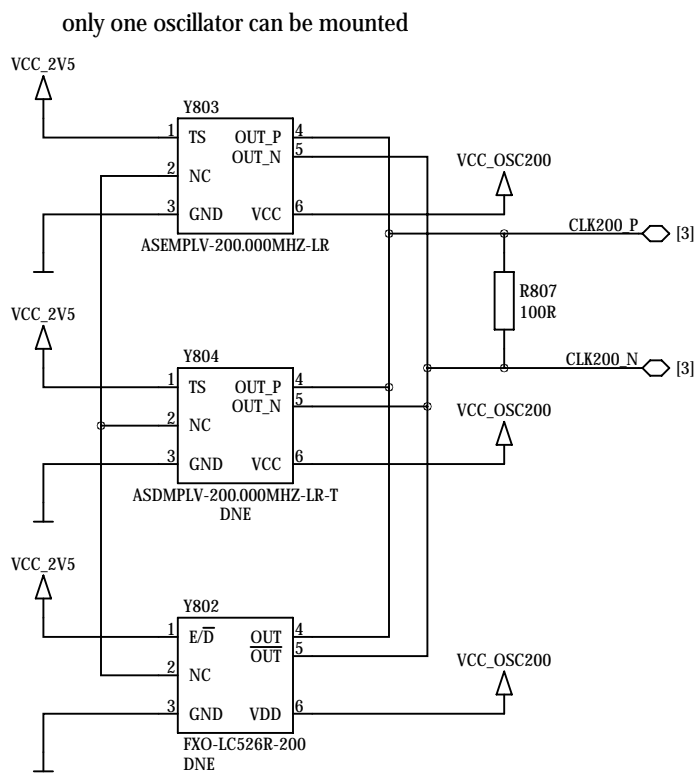 only one oscillator can be mounted
VCC_2V5
Y803
1 TS OUT_P 4
OUT_N 5
2 NC
VCC_OSC200
3 GND VCC 6
ASEMPLV-200.000MHZ-LR
CLK200_P [3]
R807
100R
VCC_2V5
Y804
CLK200_N [3]
1 TS OUT_P 4
OUT_N 5
2 NC
VCC_OSC200
3 GND VCC 6
ASDMPLV-200.000MHZ-LR-T
DNE
VCC_2V5
Y802
1 E/D̅ OUT 4
O̅U̅T̅ 5
2 NC
VCC_OSC200
3 GND VDD 6
FXO-LC526R-200
DNE